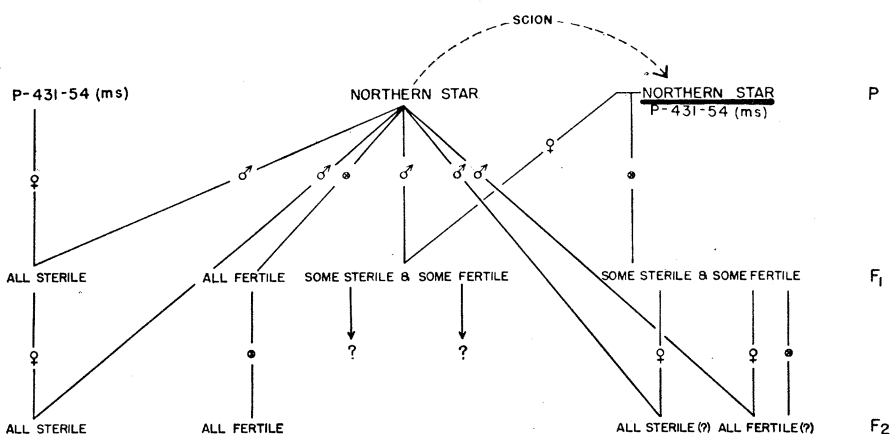 SCION
P-431-54 (ms)
NORTHERN STAR
NORTHERN STAR
P-431-54 (ms)
P
♀
♂
♂
⊗
♂
♂
♂
♀
⊗
ALL STERILE
ALL FERTILE
SOME STERILE & SOME FERTILE
SOME STERILE & SOME FERTILE
F₁
♀
⊗
?
?
♀
♀
⊗
ALL STERILE
ALL FERTILE
ALL STERILE(?)
ALL FERTILE(?)
F₂